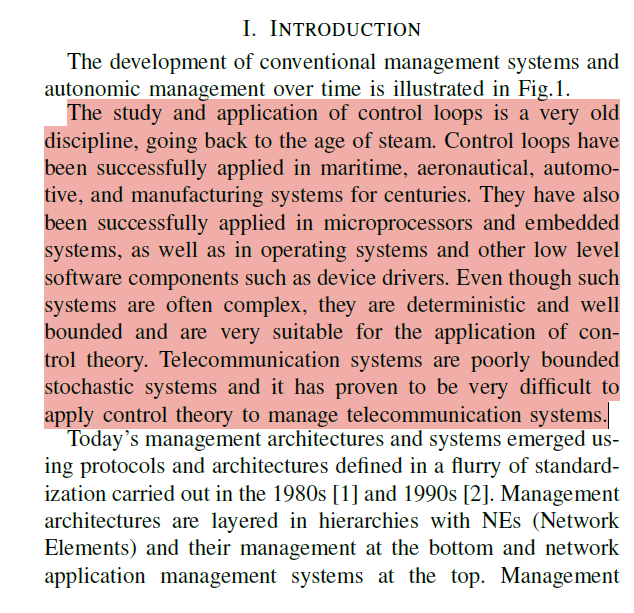 I. INTRODUCTION
The development of conventional management systems and
autonomic management over time is illustrated in Fig.1.
The study and application of control loops is a very old
discipline, going back to the age of steam. Control loops have
been successfully applied in maritime, aeronautical, automo-
tive, and manufacturing systems for centuries. They have also
been successfully applied in microprocessors and embedded
systems, as well as in operating systems and other low level
software components such as device drivers. Even though such
systems are often complex, they are deterministic and well
bounded and are very suitable for the application of con-
trol theory. Telecommunication systems are poorly bounded
stochastic systems and it has proven to be very difficult to
apply control theory to manage telecommunication systems.
Today's management architectures and systems emerged us-
ing protocols and architectures defined in a flurry of standard-
ization carried out in the 1980s [1] and 1990s [2]. Management
architectures are layered in hierarchies with NEs (Network
Elements) and their management at the bottom and network
application management systems at the top. Management